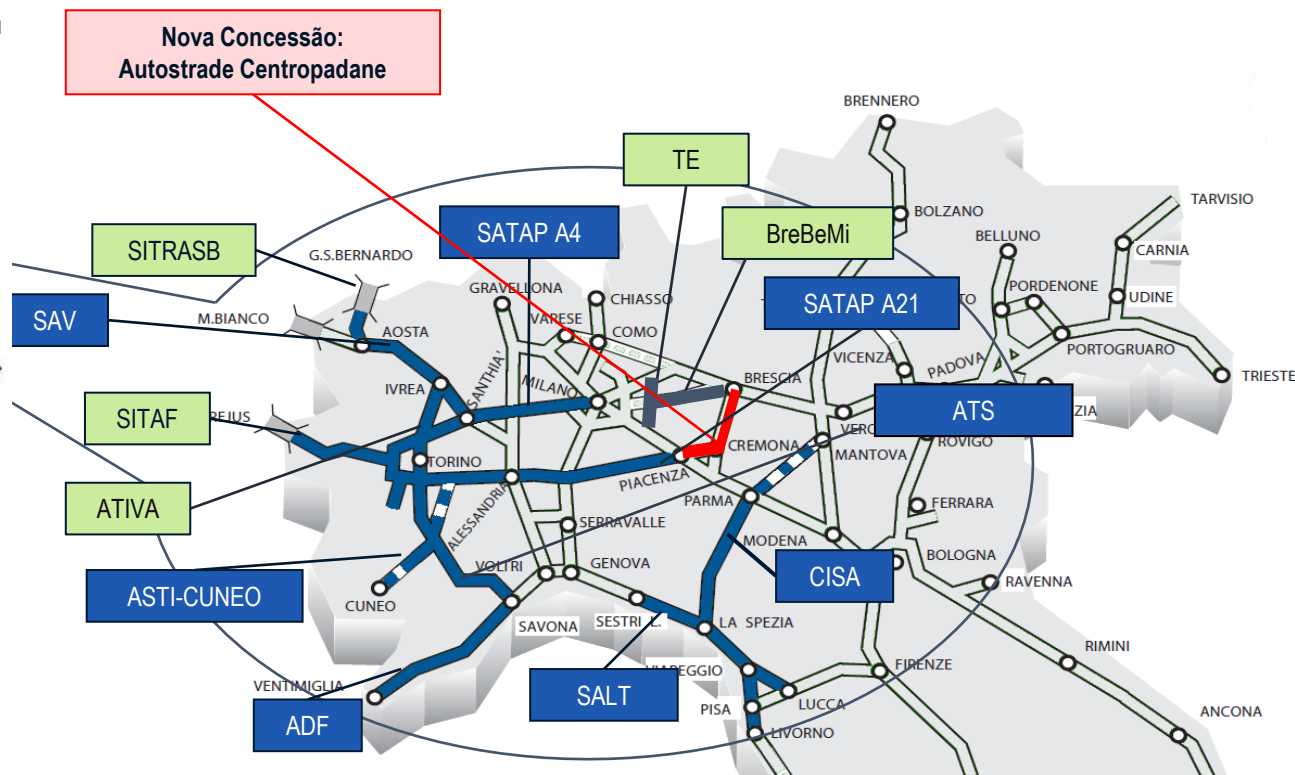 Nova Concessão:
Autostrade Centropadane
BRENNERO
TE
TARVISIO
BOLZANO
SATAP A4
BreBeMi
BELLUNO
CARNIA
SITRASB
G.S.BERNARDO
GRAVELLONA
CHIASSO
SATAP A21
PORDENONE
UDINE
SAV
M.BIANCO
VARESE
COMO
AOSTA
VICENZA
PADOVA
PORTOGRUARO
TRIESTE
IVREA
SANTHIA'
MILANO
BRESCIA
SITAF
ATS
CREMONA
MANTOVA
ROVIGO
TORINO
PIACENZA
PARMA
ATIVA
ALESSANDRIA
SERRAVALLE
FERRARA
MODENA
BOLOGNA
VOLTRI
GENOVA
CISA
RAVENNA
ASTI-CUNEO
CUNEO
SAVONA
SESTRI L.
LA SPEZIA
RIMINI
VIAREGGIO
FIRENZE
VENTIMIGLIA
SALT
LUCCA
PISA
ANCONA
ADF
LIVORNO